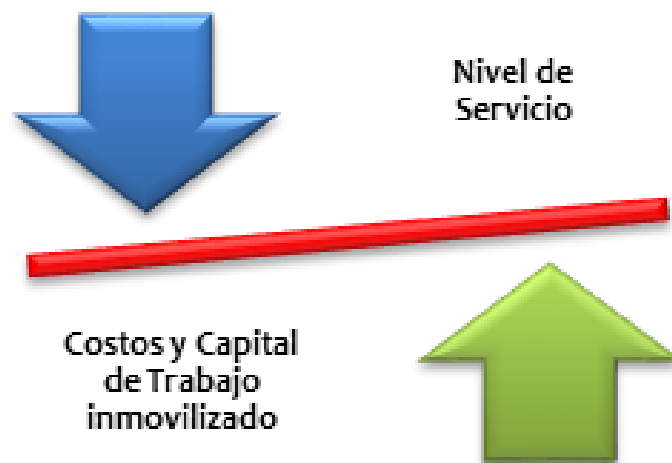 Nivel de
Servicio
Costos y Capital
de Trabajo
inmovilizado